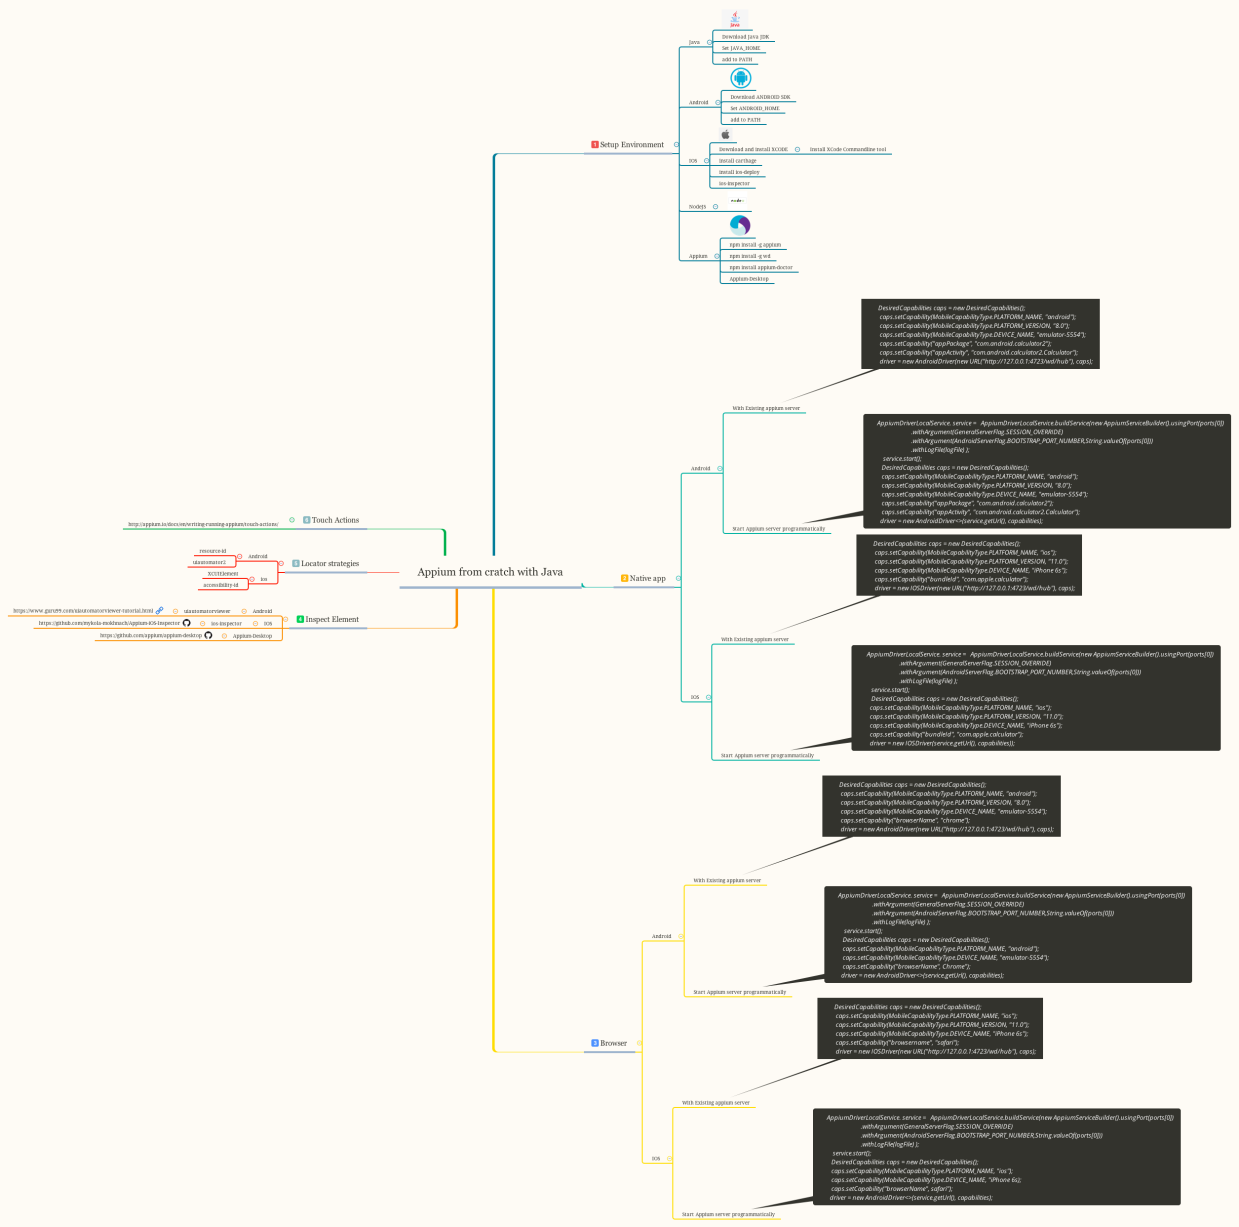 Appium from cratch with Java
1 Setup Environment
Java
Java
Download Java JDK
Set JAVA_HOME
add to PATH
Android
Download ANDROID SDK
Set ANDROID_HOME
add to PATH
IOS
Download and install XCODE
Install XCode Commandline tool
install carthage
install ios-deploy
ios-inspector
NodeJS
Appium
npm install -g appium
npm install -g wd
npm install appium-doctor
Appium-Desktop
2 Native app
Android
With Existing appium server
DesiredCapabilities caps = new DesiredCapabilities();
caps.setCapability(MobileCapabilityType.PLATFORM_NAME, "android");
caps.setCapability(MobileCapabilityType.PLATFORM_VERSION, "8.0");
caps.setCapability(MobileCapabilityType.DEVICE_NAME, "emulator-5554");
caps.setCapability("appPackage", "com.android.calculator2");
caps.setCapability("appActivity", "com.android.calculator2.Calculator");
driver = new AndroidDriver(new URL("http://127.0.0.1:4723/wd/hub"), caps);
Start Appium server programmatically
AppiumDriverLocalService. service = AppiumDriverLocalService.buildService(new AppiumServiceBuilder().usingPort(ports[0])
.withArgument(GeneralServerFlag.SESSION_OVERRIDE)
.withArgument(AndroidServerFlag.BOOTSTRAP_PORT_NUMBER,String.valueOf(ports[0]))
.withLogFile(logFile) );
service.start();
DesiredCapabilities caps = new DesiredCapabilities();
caps.setCapability(MobileCapabilityType.PLATFORM_NAME, "android");
caps.setCapability(MobileCapabilityType.PLATFORM_VERSION, "8.0");
caps.setCapability(MobileCapabilityType.DEVICE_NAME, "emulator-5554");
caps.setCapability("appPackage", "com.android.calculator2");
caps.setCapability("appActivity", "com.android.calculator2.Calculator");
driver = new AndroidDriver<>(service.getUrl(), capabilities);
IOS
With Existing appium server
DesiredCapabilities caps = new DesiredCapabilities();
caps.setCapability(MobileCapabilityType.PLATFORM_NAME, "ios");
caps.setCapability(MobileCapabilityType.PLATFORM_VERSION, "11.0");
caps.setCapability(MobileCapabilityType.DEVICE_NAME, "iPhone 6s");
caps.setCapability("bundleId", "com.apple.calculator");
driver = new IOSDriver(new URL("http://127.0.0.1:4723/wd/hub"), caps);
Start Appium server programmatically
AppiumDriverLocalService. service = AppiumDriverLocalService.buildService(new AppiumServiceBuilder().usingPort(ports[0])
.withArgument(GeneralServerFlag.SESSION_OVERRIDE)
.withArgument(AndroidServerFlag.BOOTSTRAP_PORT_NUMBER,String.valueOf(ports[0]))
.withLogFile(logFile) );
service.start();
DesiredCapabilities caps = new DesiredCapabilities();
caps.setCapability(MobileCapabilityType.PLATFORM_NAME, "ios");
caps.setCapability(MobileCapabilityType.PLATFORM_VERSION, "11.0");
caps.setCapability(MobileCapabilityType.DEVICE_NAME, "iPhone 6s");
caps.setCapability("bundleId", "com.apple.calculator");
driver = new IOSDriver(service.getUrl(), capabilities));
3 Browser
Android
With Existing appium server
DesiredCapabilities caps = new DesiredCapabilities();
caps.setCapability(MobileCapabilityType.PLATFORM_NAME, "android");
caps.setCapability(MobileCapabilityType.PLATFORM_VERSION, "8.0");
caps.setCapability(MobileCapabilityType.DEVICE_NAME, "emulator-5554");
caps.setCapability("browserName", "chrome");
driver = new AndroidDriver(new URL("http://127.0.0.1:4723/wd/hub"), caps);
Start Appium server programmatically
AppiumDriverLocalService. service = AppiumDriverLocalService.buildService(new AppiumServiceBuilder().usingPort(ports[0])
.withArgument(GeneralServerFlag.SESSION_OVERRIDE)
.withArgument(AndroidServerFlag.BOOTSTRAP_PORT_NUMBER,String.valueOf(ports[0]))
.withLogFile(logFile) );
service.start();
DesiredCapabilities caps = new DesiredCapabilities();
caps.setCapability(MobileCapabilityType.PLATFORM_NAME, "android");
caps.setCapability(MobileCapabilityType.DEVICE_NAME, "emulator-5554");
caps.setCapability("browserName", Chrome");
driver = new AndroidDriver<>(service.getUrl(), capabilities);
IOS
With Existing appium server
DesiredCapabilities caps = new DesiredCapabilities();
caps.setCapability(MobileCapabilityType.PLATFORM_NAME, "ios");
caps.setCapability(MobileCapabilityType.PLATFORM_VERSION, "11.0");
caps.setCapability(MobileCapabilityType.DEVICE_NAME, "iPhone 6s");
caps.setCapability("browsername", "safari");
driver = new IOSDriver(new URL("http://127.0.0.1:4723/wd/hub"), caps);
Start Appium server programmatically
AppiumDriverLocalService. service = AppiumDriverLocalService.buildService(new AppiumServiceBuilder().usingPort(ports[0])
.withArgument(GeneralServerFlag.SESSION_OVERRIDE)
.withArgument(AndroidServerFlag.BOOTSTRAP_PORT_NUMBER,String.valueOf(ports[0]))
.withLogFile(logFile) );
service.start();
DesiredCapabilities caps = new DesiredCapabilities();
caps.setCapability(MobileCapabilityType.PLATFORM_NAME, "ios");
caps.setCapability(MobileCapabilityType.DEVICE_NAME, "iPhone 6s);
caps.setCapability("browserName", safari");
driver = new AndroidDriver<>(service.getUrl(), capabilities);
4 Inspect Element
Android
uiautomatorviewer
https://www.guru99.com/uiautomatorviewer-tutorial.html
IOS
ios-inspector
https://github.com/mykola-mokhnach/Appium-iOS-Inspector
Appium-Desktop
https://github.com/appium/appium-desktop
5 Locator strategies
Android
resource-id
uiautomator2
ios
XCUIElement
accessibility-id
6 Touch Actions
http://appium.io/docs/en/writing-running-appium/touch-actions/